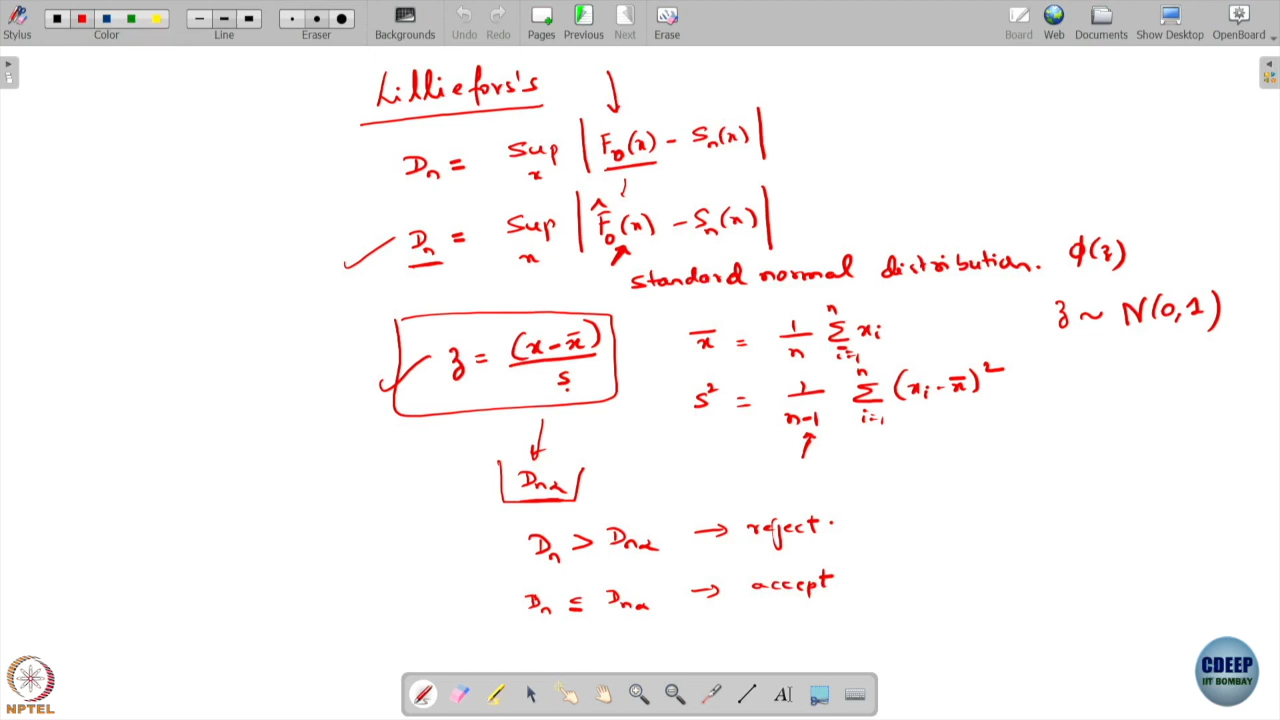 Stylus Color Line Eraser Backgrounds Undo Redo Pages Previous Next Erase Board Web Documents Show Desktop OpenBoard
Lilliefors's
Dn = Sup x | F0(x) - Sn(x) |
Dn = Sup x | F̂0(x) - Sn(x) |
standard normal distribution. φ(z)
z ~ N(0,1)
z = (x - x̄) / s
x̄ = 1/n Σ i=1 n xi
s² = 1/(n-1) Σ i=1 n (xi - x̄)²
Dnα
Dn > Dnα → reject.
Dn ≤ Dnα → accept
NPTEL
CDEEP
IIT BOMBAY